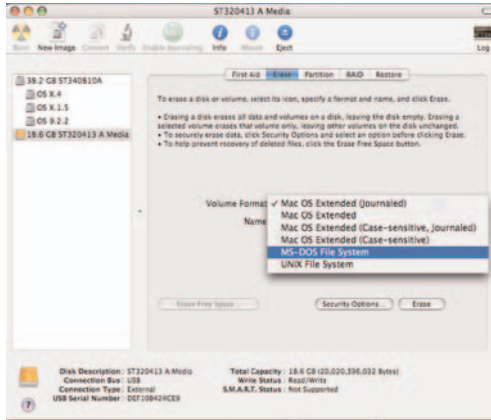 ST320413 A Media
Burn New Image Convert Verify Enable Journaling Info Mount Eject Log
First Aid Erase Partition RAID Restore
38.2 GB ST340810A
OS X.4
OS X.1.5
OS 9.2.2
18.6 GB ST320413 A Media
To erase a disk or volume, select its icon, specify a format and name, and click Erase.
• Erasing a disk erases all data and volumes on a disk, leaving the disk empty. Erasing a
selected volume erases that volume only, leaving other volumes on the disk unchanged.
• To securely erase data, click Security Options and select an option before clicking Erase.
• To help prevent recovery of deleted files, click the Erase Free Space button.
Volume Format ✓ Mac OS Extended (Journaled)
Mac OS Extended
Name Mac OS Extended (Case-sensitive, Journaled)
Mac OS Extended (Case-sensitive)
MS-DOS File System
UNIX File System
Erase Free Space... Security Options... Erase
Disk Description : ST320413 A Media Total Capacity : 18.6 GB (20,020,396,032 Bytes)
Connection Bus : USB Write Status : Read/Write
Connection Type : External S.M.A.R.T. Status : Not Supported
USB Serial Number : DEF10B424CE9
?